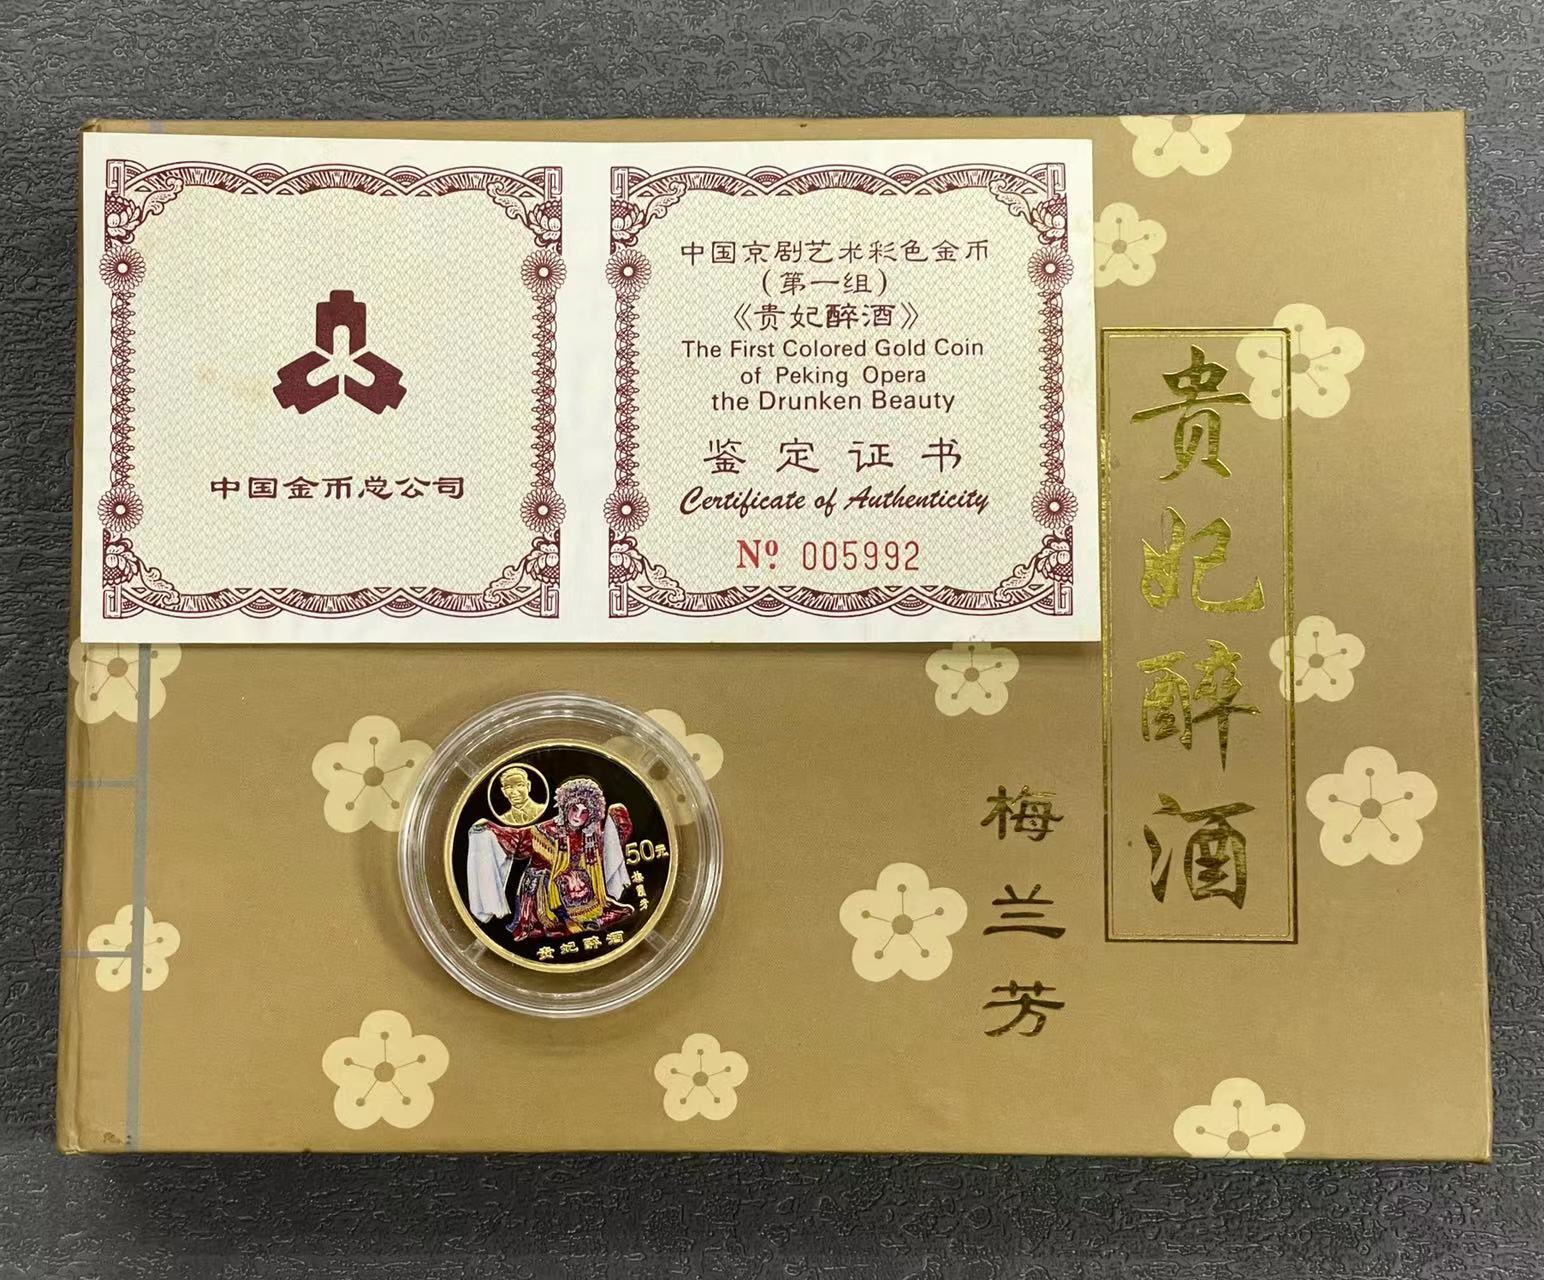 中国金币总公司
中国京剧艺术彩色金币
(第一组)
《贵妃醉酒》
The First Colored Gold Coin
of Peking Opera
the Drunken Beauty
鉴定证书
Certificate of Authenticity
Nº. 005992
贵妃醉酒
梅兰芳
50元
梅蘭芳
贵妃醉酒